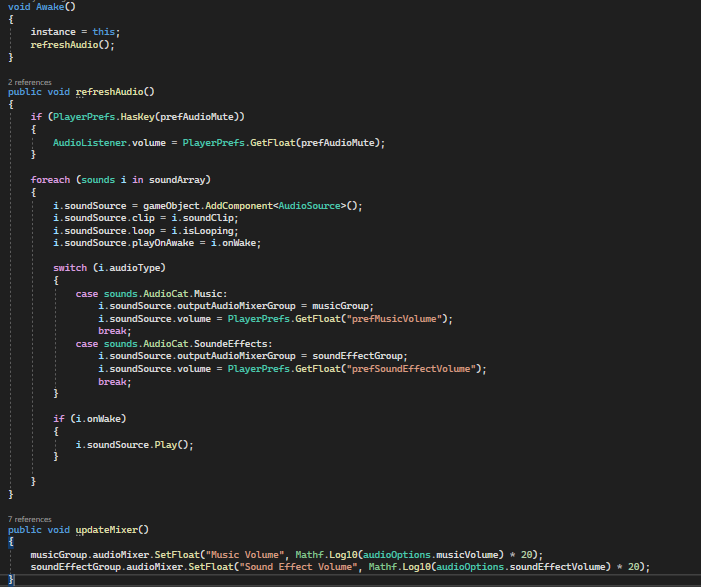 void Awake()
{
instance = this;
refreshAudio();
}
2 references
public void refreshAudio()
{
if (PlayerPrefs.HasKey(prefAudioMute))
{
AudioListener.volume = PlayerPrefs.GetFloat(prefAudioMute);
}
foreach (sounds i in soundArray)
{
i.soundSource = gameObject.AddComponent<AudioSource>();
i.soundSource.clip = i.soundClip;
i.soundSource.loop = i.isLooping;
i.soundSource.playOnAwake = i.onWake;
switch (i.audioType)
{
case sounds.AudioCat.Music:
i.soundSource.outputAudioMixerGroup = musicGroup;
i.soundSource.volume = PlayerPrefs.GetFloat("prefMusicVolume");
break;
case sounds.AudioCat.SoundeEffects:
i.soundSource.outputAudioMixerGroup = soundEffectGroup;
i.soundSource.volume = PlayerPrefs.GetFloat("prefSoundEffectVolume");
break;
}
if (i.onWake)
{
i.soundSource.Play();
}
}
}
7 references
public void updateMixer()
{
musicGroup.audioMixer.SetFloat("Music Volume", Mathf.Log10(audioOptions.musicVolume) * 20);
soundEffectGroup.audioMixer.SetFloat("Sound Effect Volume", Mathf.Log10(audioOptions.soundEffectVolume) * 20);
}